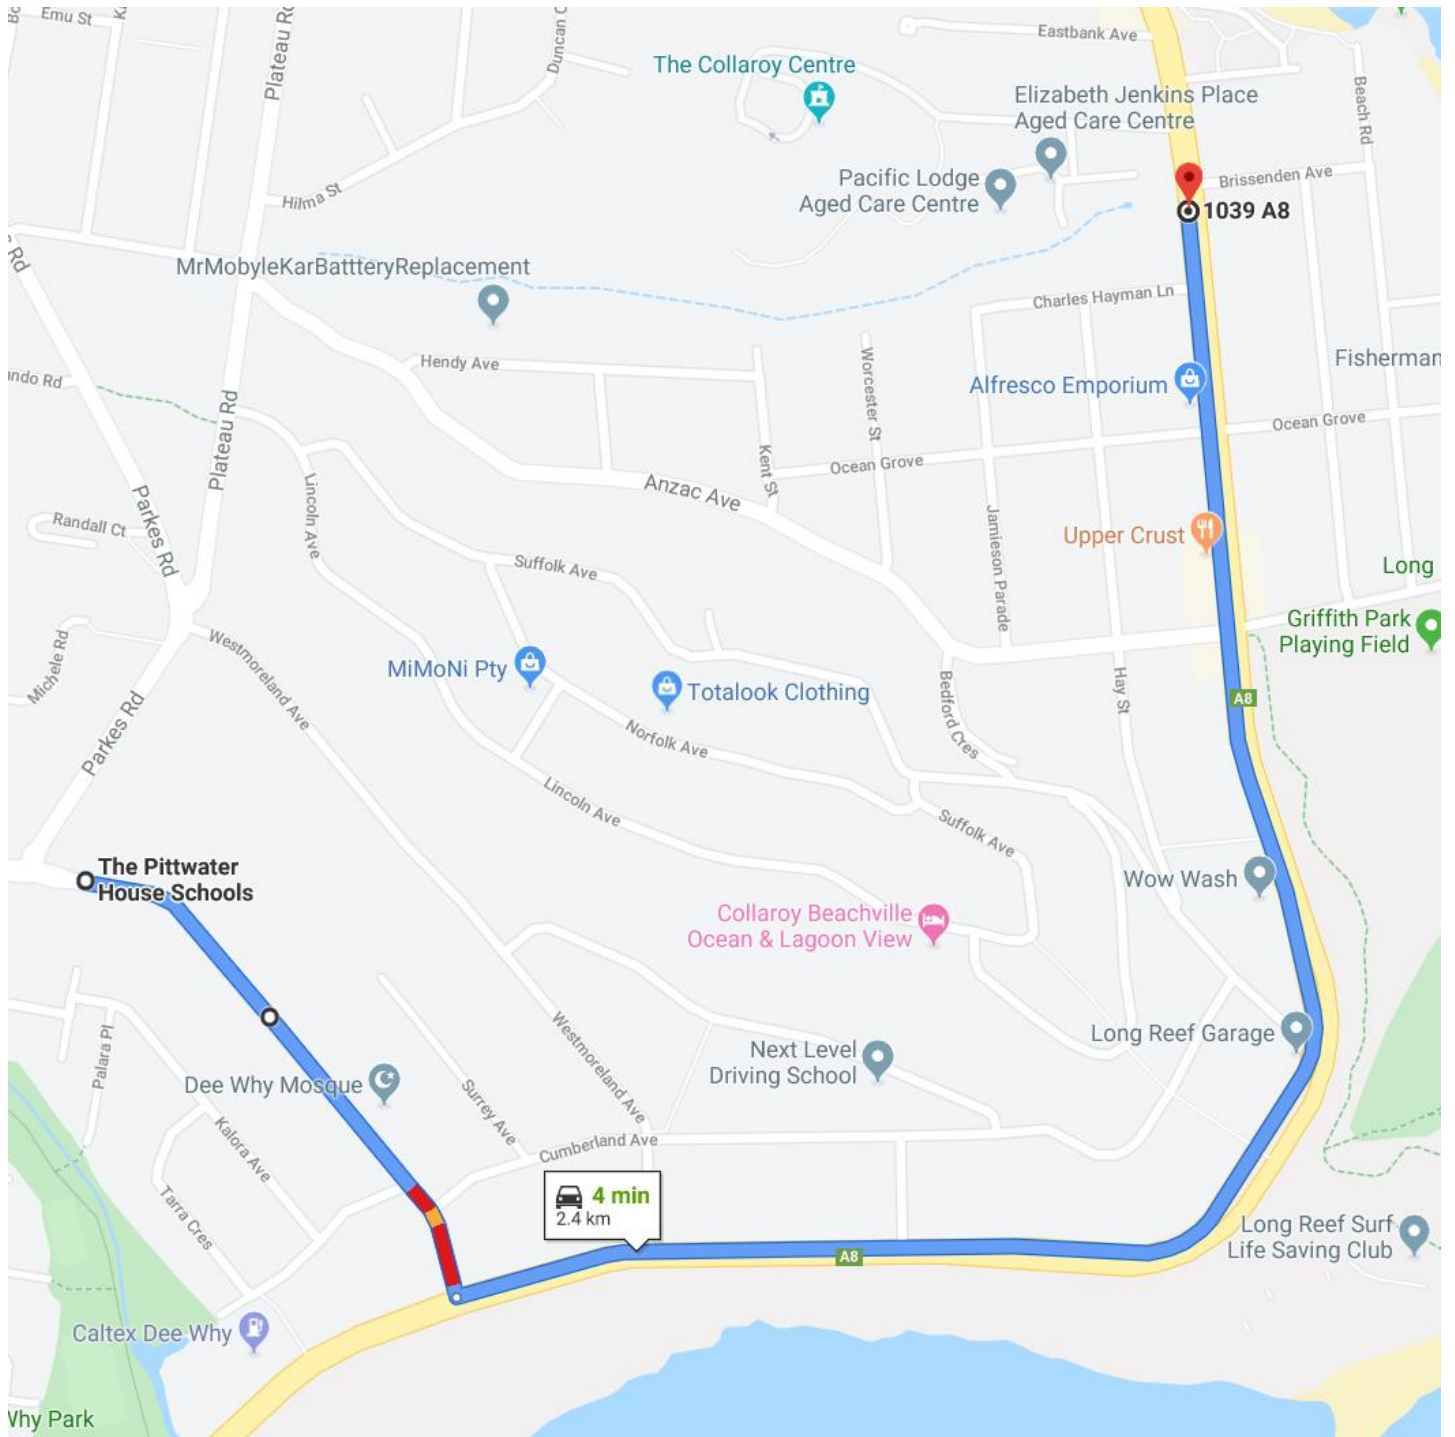 Emu St
Plateau Rd
Duncan
The Collaroy Centre
Eastbank Ave
Elizabeth Jenkins Place
Aged Care Centre
Beach Rd
Pacific Lodge
Aged Care Centre
Brissenden Ave
Hilma St
1039 A8
Rd
MrMobyleKarBattteryReplacement
Charles Hayman Ln
Hendy Ave
Worcester St
Fisherman
ando Rd
Alfresco Emporium
Plateau Rd
Ocean Grove
Kent St
Ocean Grove
Lincoln Ave
Anzac Ave
Parkes Rd
Randall Ct
Jamieson Parade
Upper Crust
Suffolk Ave
Long
Griffith Park
Playing Field
Michele Rd
Westmoreland Ave
MiMoNi Pty
Totalook Clothing
Bedford Cres
Hay St
A8
Parkes Rd
Norfolk Ave
Lincoln Ave
Suffolk Ave
The Pittwater
House Schools
Wow Wash
Collaroy Beachville
Ocean & Lagoon View
Long Reef Garage
Palara Pl
Westmoreland Ave
Next Level
Driving School
Dee Why Mosque
Surrey Ave
Kalora Ave
Cumberland Ave
Tarra Cres
4 min
2.4 km
A8
Long Reef Surf
Life Saving Club
Caltex Dee Why
Why Park